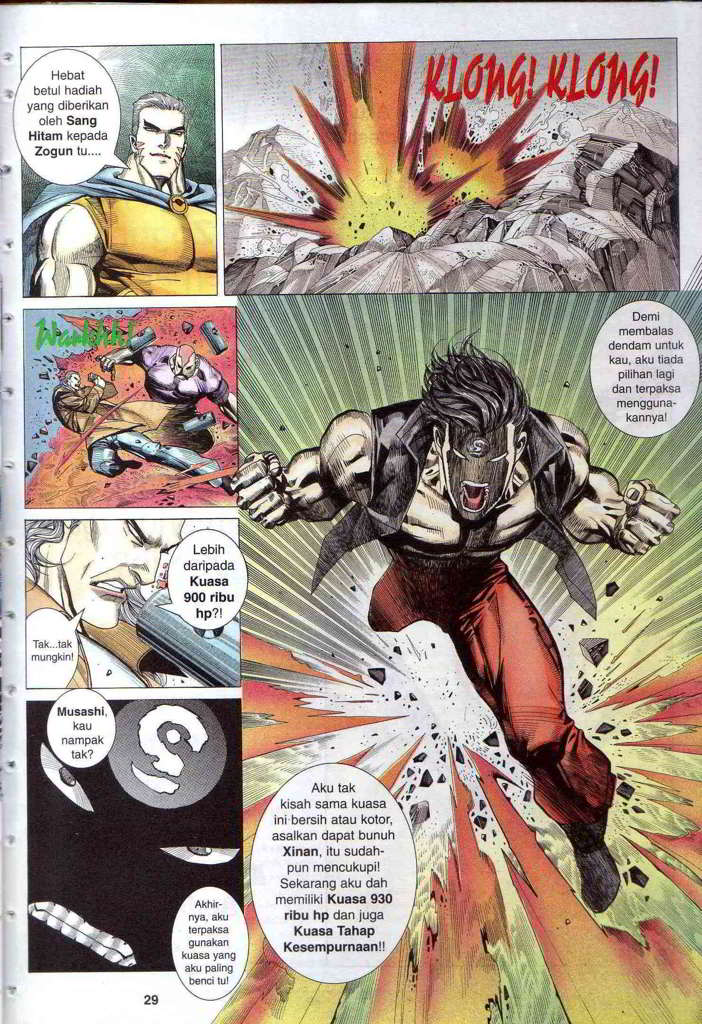 Hebat
betul hadiah
yang diberikan
oleh Sang
Hitam kepada
Zogun tu....
KLONG! KLONG!
Demi
membalas
dendam untuk
kau, aku tiada
pilihan lagi
dan terpaksa
mengguna-
kannya!
Lebih
daripada
Kuasa
900 ribu
hp?!
Tak...tak
mungkin!
Musashi,
kau
nampak
tak?
Akhir-
nya, aku
terpaksa
gunakan
kuasa yang
aku paling
benci tu!
Aku tak
kisah sama kuasa
ini bersih atau kotor,
asalkan dapat bunuh
Xinan, itu sudah-
pun mencukupi!
Sekarang aku dah
memiliki Kuasa 930
ribu hp dan juga
Kuasa Tahap
Kesempurnaan!!
29